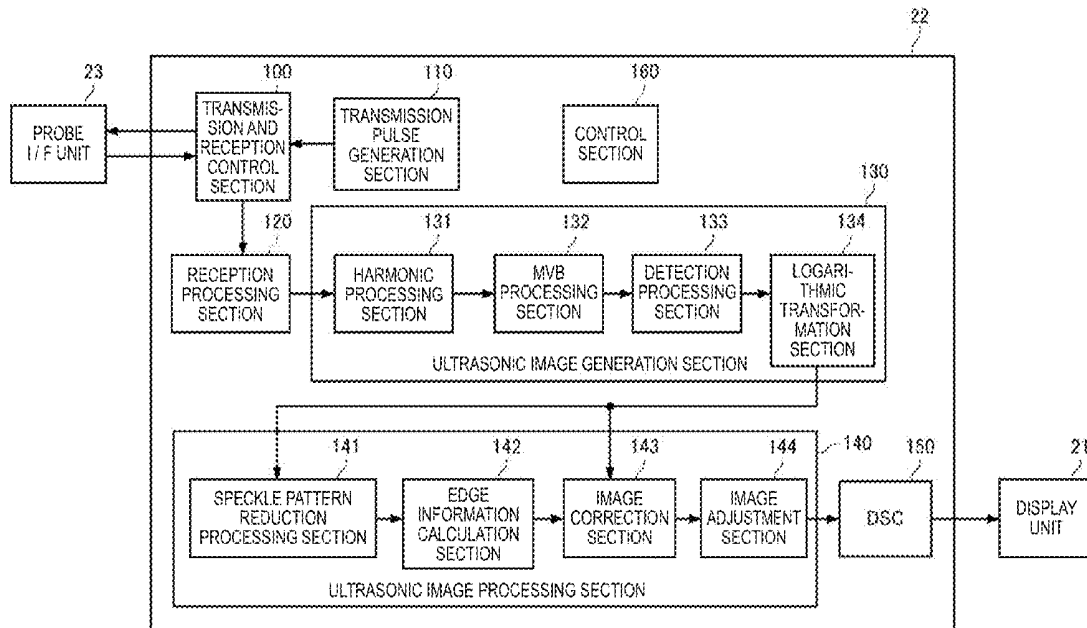 22
23
100
110
160
PROBE
I / F UNIT
TRANSMIS-
SION AND
RECEPTION
CONTROL
SECTION
TRANSMISSION
PULSE
GENERATION
SECTION
CONTROL
SECTION
130
120
131
132
133
134
RECEPTION
PROCESSING
SECTION
HARMONIC
PROCESSING
SECTION
MVB
PROCESSING
SECTION
DETECTION
PROCESSING
SECTION
LOGARI-
THMIC
TRANSFOR-
MATION
SECTION
ULTRASONIC IMAGE GENERATION SECTION
141
142
143
144
140
150
21
SPECKLE PATTERN
REDUCTION
PROCESSING SECTION
EDGE
INFORMATION
CALCULATION
SECTION
IMAGE
CORRECTION
SECTION
IMAGE
ADJUSTMENT
SECTION
DSC
DISPLAY
UNIT
ULTRASONIC IMAGE PROCESSING SECTION